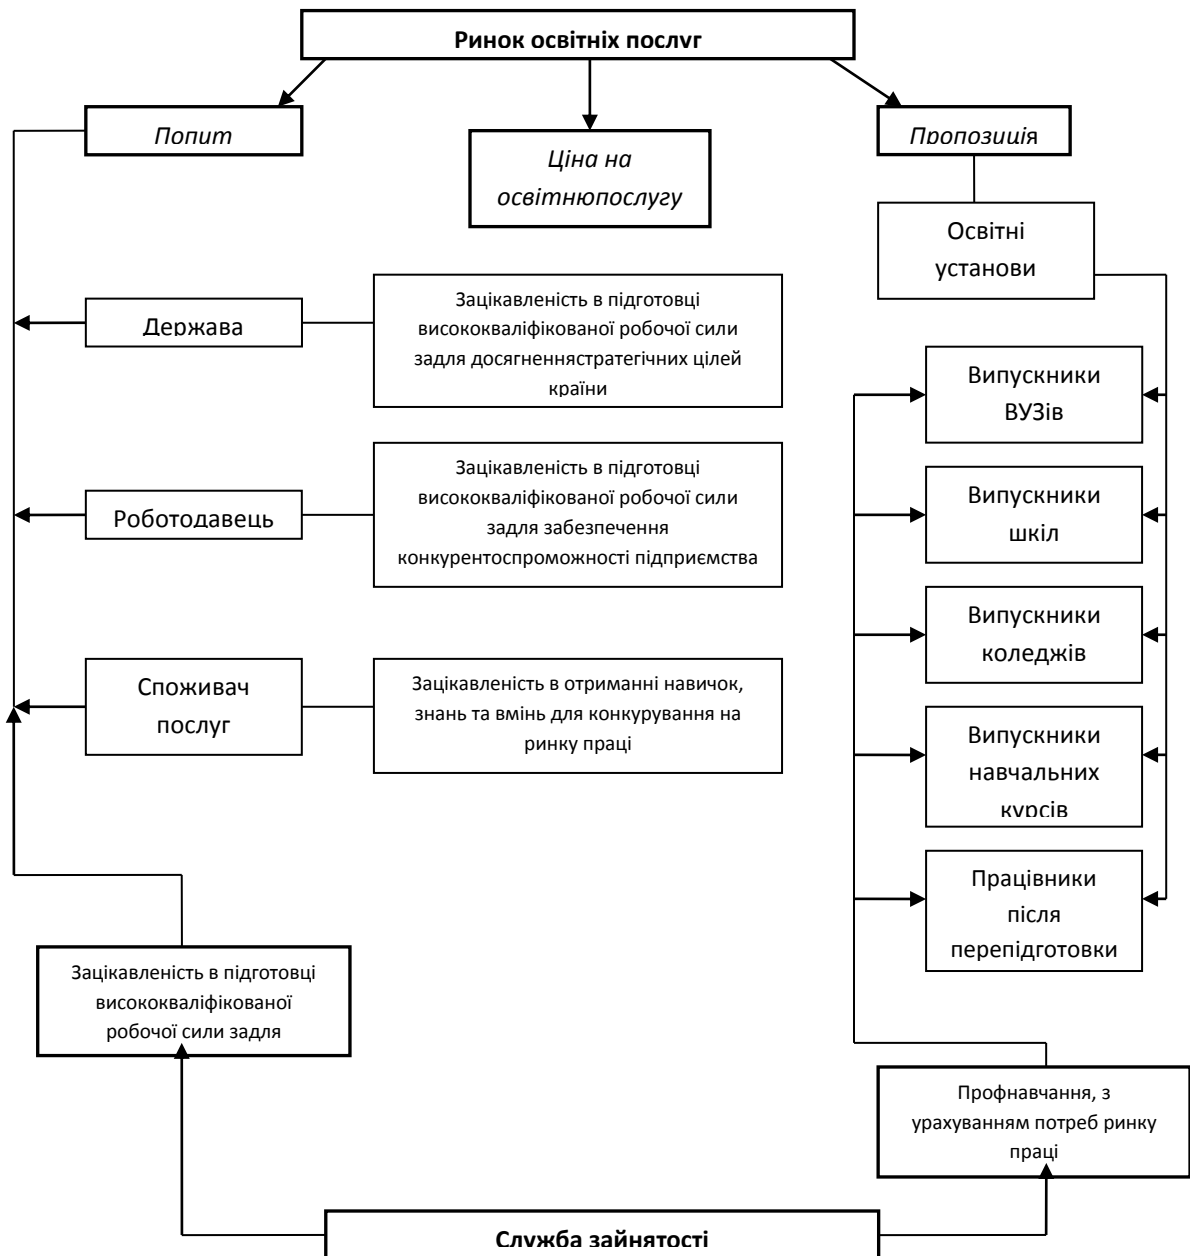 Ринок освітніх послуг
Попит
Ціна на
освітнюпослугу
Пропозиція
Освітні
установи
Держава
Зацікавленість в підготовці
висококваліфікованої робочої сили
задля досягненнястратегічних цілей
країни
Роботодавець
Зацікавленість в підготовці
висококваліфікованої робочої сили
задля забезпечення
конкурентоспроможності підприємства
Споживач
послуг
Зацікавленість в отриманні навичок,
знань та вмінь для конкурування на
ринку праці
Випускники
ВУЗів
Випускники
шкіл
Випускники
коледжів
Випускники
навчальних
курсів
Працівники
після
перепідготовки
Зацікавленість в підготовці
висококваліфікованої
робочої сили задля
Профнавчання, з
урахуванням потреб ринку
праці
Служба зайнятості